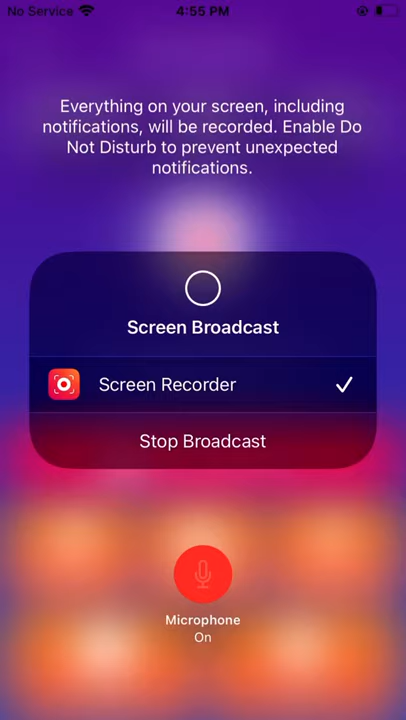 No Service 4:55 PM
Everything on your screen, including
notifications, will be recorded. Enable Do
Not Disturb to prevent unexpected
notifications.
Screen Broadcast
Screen Recorder
Stop Broadcast
Microphone
On